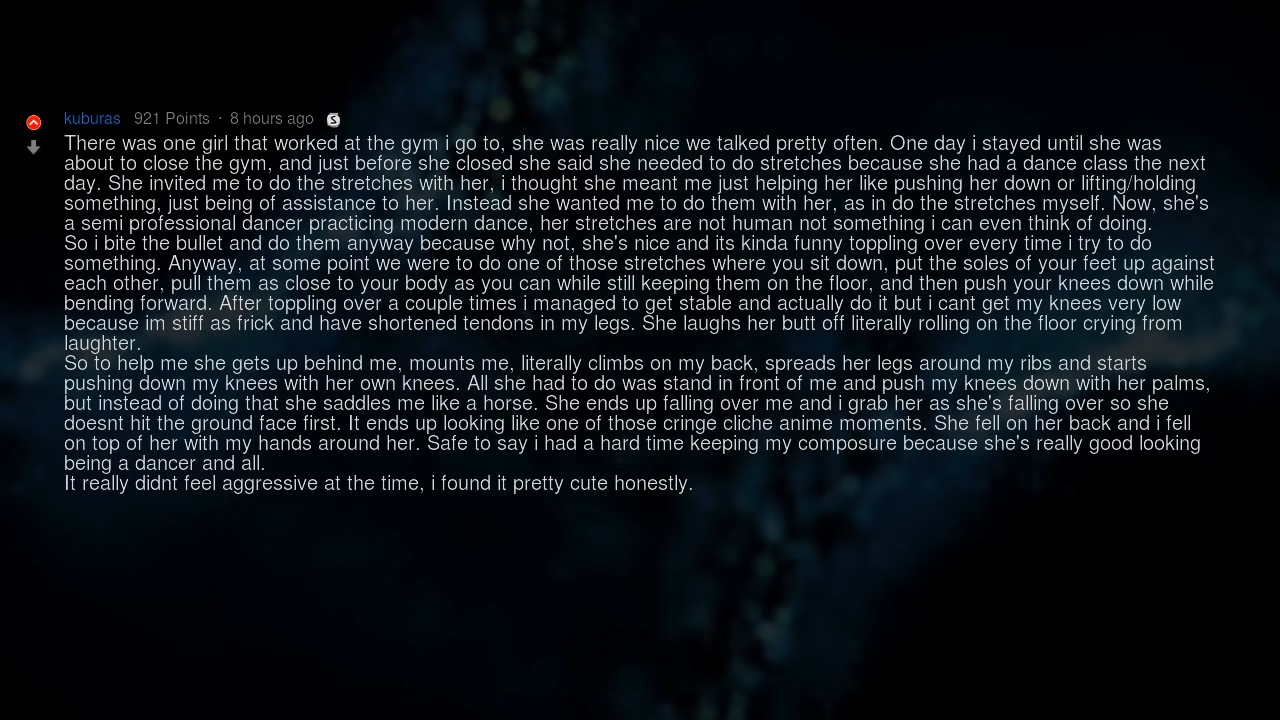 kuburas 921 Points · 8 hours ago
There was one girl that worked at the gym i go to, she was really nice we talked pretty often. One day i stayed until she was
about to close the gym, and just before she closed she said she needed to do stretches because she had a dance class the next
day. She invited me to do the stretches with her, i thought she meant me just helping her like pushing her down or lifting/holding
something, just being of assistance to her. Instead she wanted me to do them with her, as in do the stretches myself. Now, she's
a semi professional dancer practicing modern dance, her stretches are not human not something i can even think of doing.
So i bite the bullet and do them anyway because why not, she's nice and its kinda funny toppling over every time i try to do
something. Anyway, at some point we were to do one of those stretches where you sit down, put the soles of your feet up against
each other, pull them as close to your body as you can while still keeping them on the floor, and then push your knees down while
bending forward. After toppling over a couple times i managed to get stable and actually do it but i cant get my knees very low
because im stiff as frick and have shortened tendons in my legs. She laughs her butt off literally rolling on the floor crying from
laughter.
So to help me she gets up behind me, mounts me, literally climbs on my back, spreads her legs around my ribs and starts
pushing down my knees with her own knees. All she had to do was stand in front of me and push my knees down with her palms,
but instead of doing that she saddles me like a horse. She ends up falling over me and i grab her as she's falling over so she
doesnt hit the ground face first. It ends up looking like one of those cringe cliche anime moments. She fell on her back and i fell
on top of her with my hands around her. Safe to say i had a hard time keeping my composure because she's really good looking
being a dancer and all.
It really didnt feel aggressive at the time, i found it pretty cute honestly.